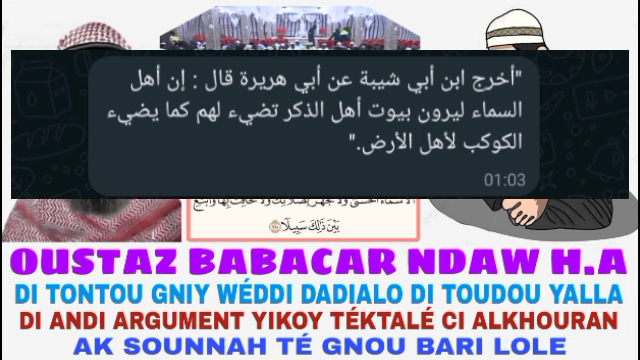 "أخرج ابن أبي شيبة عن أبي هريرة قال : إن أهل
السماء ليرون بيوت أهل الذكر تضيء لهم كما يضيء
الكوكب لأهل الأرض."
01:03
بَيْنَ ذَٰلِكَ سَبِيلًا
OUSTAZ BABACAR NDAW H.A
DI TONTOU GNIY WÉDDI DADIALO DI TOUDOU YALLA
DI ANDI ARGUMENT YIKOY TÉKTALÉ CI ALKHOURAN
AK SOUNNAH TÉ GNOU BARI LOLE